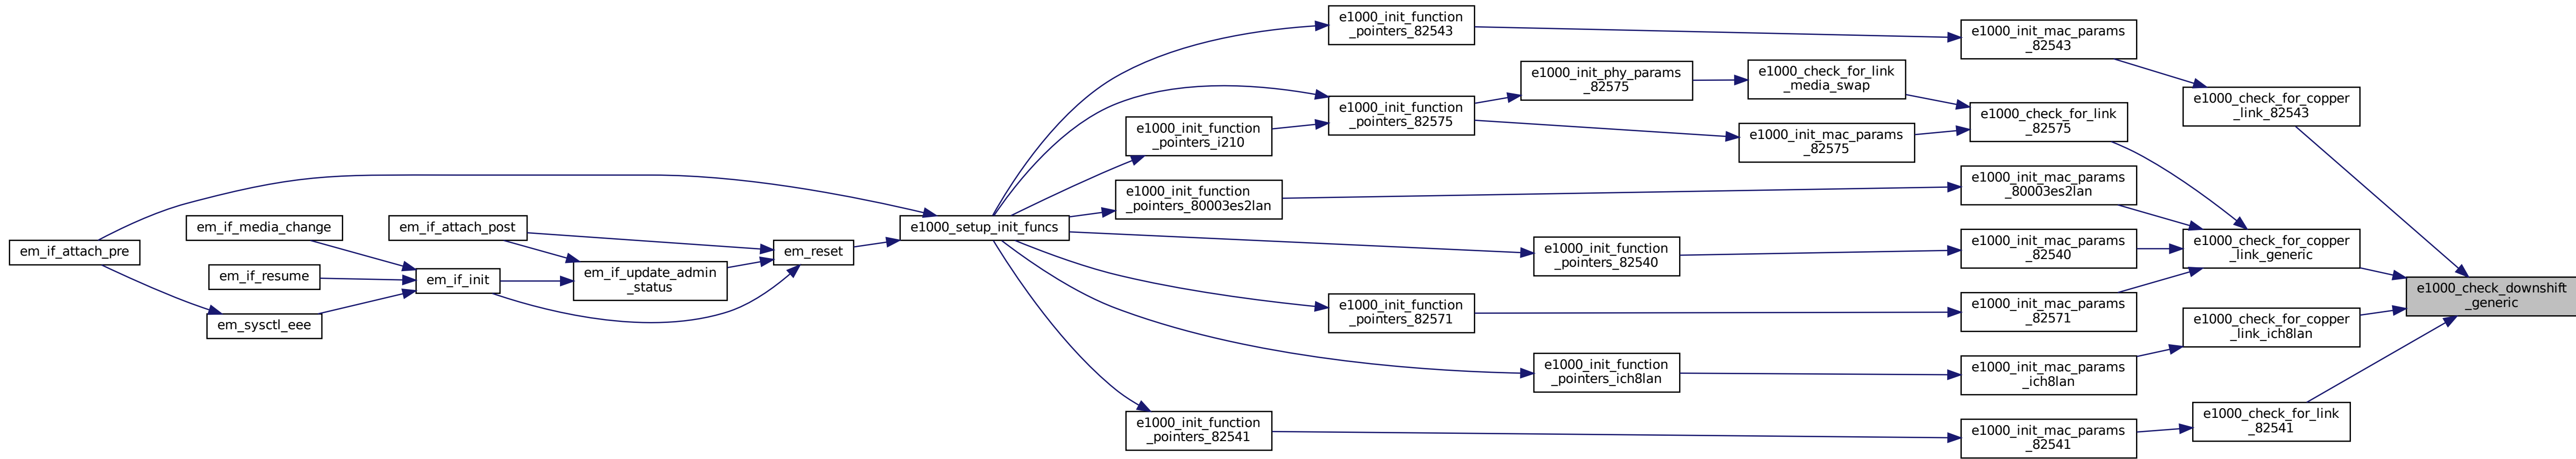 em_if_attach_pre
em_if_media_change
em_if_resume
em_sysctl_eee
em_if_attach_post
em_if_init
em_if_update_admin
_status
em_reset
e1000_setup_init_funcs
e1000_init_function
_pointers_82543
e1000_init_function
_pointers_82575
e1000_init_function
_pointers_i210
e1000_init_function
_pointers_80003es2lan
e1000_init_function
_pointers_82540
e1000_init_function
_pointers_82571
e1000_init_function
_pointers_ich8lan
e1000_init_function
_pointers_82541
e1000_init_phy_params
_82575
e1000_check_for_link
_media_swap
e1000_init_mac_params
_82575
e1000_init_mac_params
_82543
e1000_check_for_link
_82575
e1000_init_mac_params
_80003es2lan
e1000_init_mac_params
_82540
e1000_init_mac_params
_82571
e1000_init_mac_params
_ich8lan
e1000_init_mac_params
_82541
e1000_check_for_copper
_link_82543
e1000_check_for_copper
_link_generic
e1000_check_for_copper
_link_ich8lan
e1000_check_for_link
_82541
e1000_check_downshift
_generic